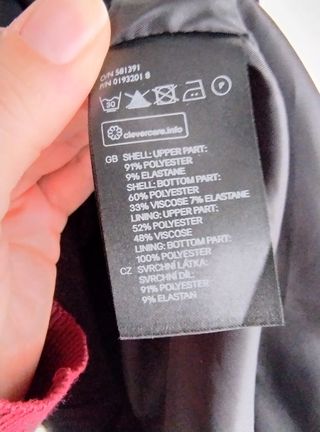 O/N 581391
P/N 0193201 8
30
clevercare.info
GB SHELL: UPPER PART:
91% POLYESTER
9% ELASTANE
SHELL: BOTTOM PART:
60% POLYESTER
33% VISCOSE 7% ELASTANE
LINING: UPPER PART:
52% POLYESTER
48% VISCOSE
LINING: BOTTOM PART:
100% POLYESTER
CZ SVRCHNÍ LÁTKA:
SVRCHNÍ DÍL:
91% POLYESTER
9% ELASTAN